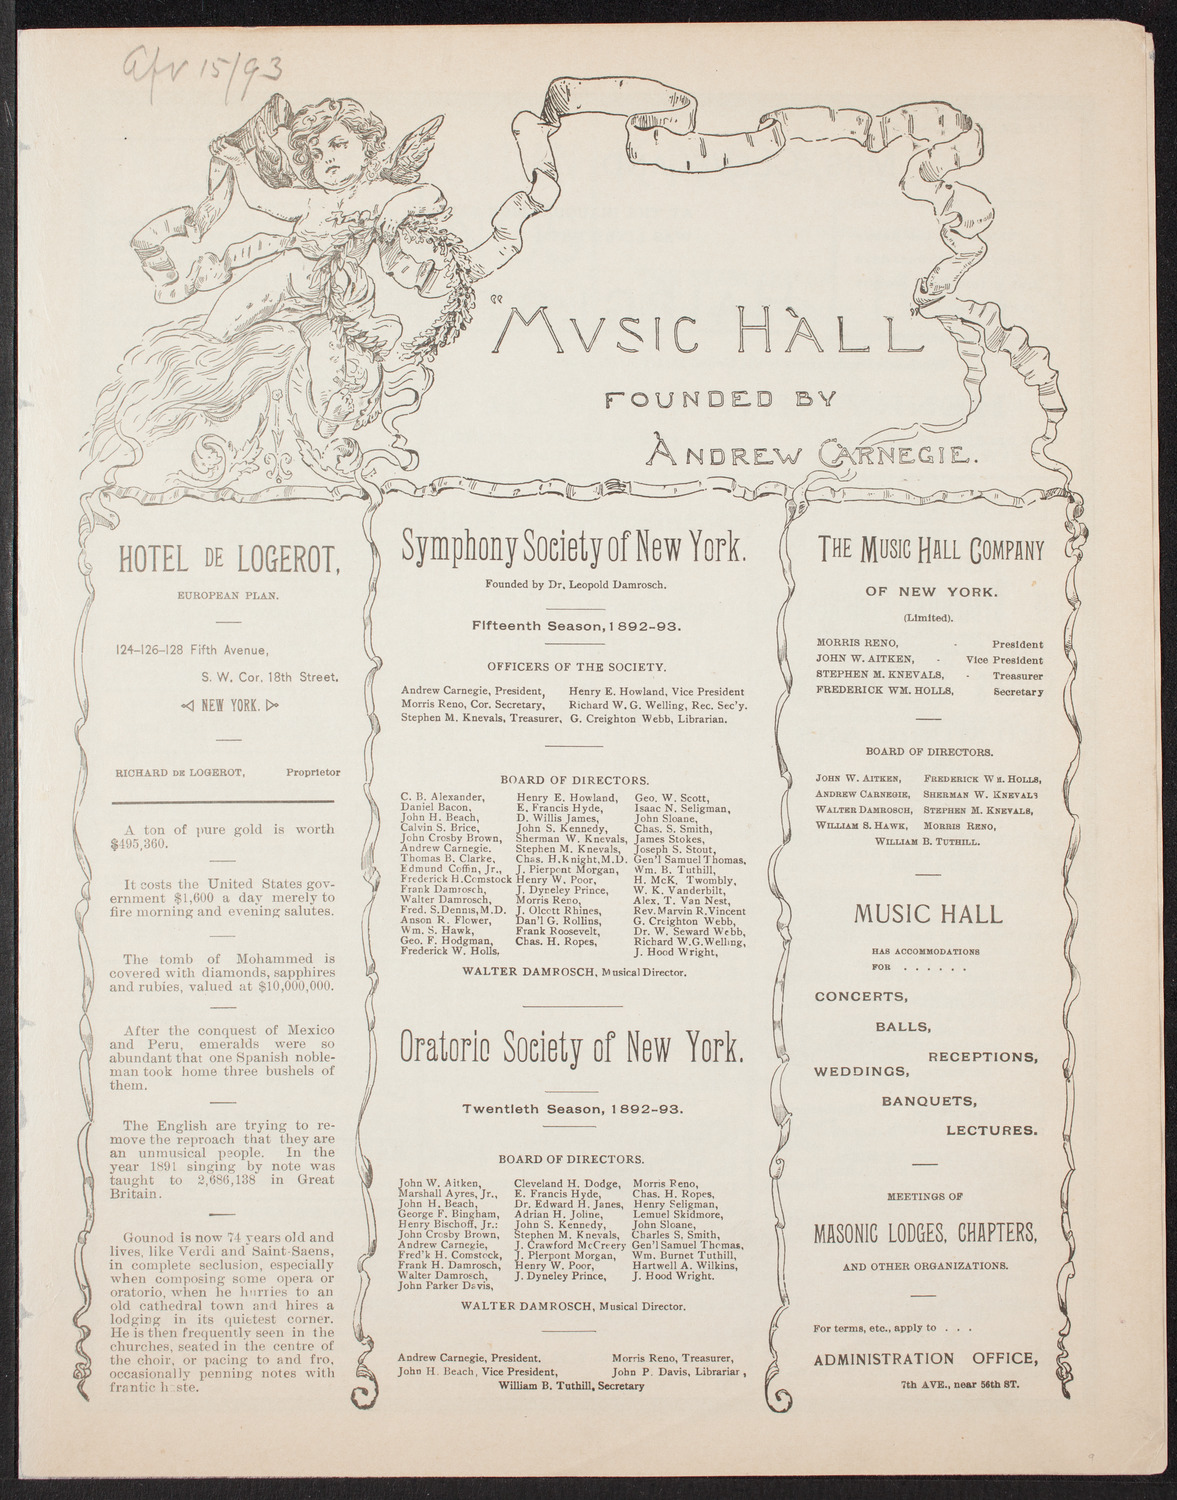 Apr 15/93
"MVSIC HALL"
FOUNDED BY
ANDREW CARNEGIE.
HOTEL DE LOGEROT,
EUROPEAN PLAN.
124–126–128 Fifth Avenue,
S. W. Cor. 18th Street.
NEW YORK.
RICHARD DE LOGEROT, Proprietor
A ton of pure gold is worth
$495,360.
It costs the United States gov-
ernment $1,600 a day merely to
fire morning and evening salutes.
The tomb of Mohammed is
covered with diamonds, sapphires
and rubies, valued at $10,000,000.
After the conquest of Mexico
and Peru, emeralds were so
abundant that one Spanish noble-
man took home three bushels of
them.
The English are trying to re-
move the reproach that they are
an unmusical people. In the
year 1891 singing by note was
taught to 2,686,138 in Great
Britain.
Gounod is now 74 years old and
lives, like Verdi and Saint-Saens,
in complete seclusion, especially
when composing some opera or
oratorio, when he hurries to an
old cathedral town and hires a
lodging in its quietest corner.
He is then frequently seen in the
churches, seated in the centre of
the choir, or pacing to and fro,
occasionally penning notes with
frantic haste.
Symphony Society of New York.
Founded by Dr. Leopold Damrosch.
Fifteenth Season, 1892–93.
OFFICERS OF THE SOCIETY.
Andrew Carnegie, President, Henry E. Howland, Vice President
Morris Reno, Cor. Secretary, Richard W. G. Welling, Rec. Sec'y.
Stephen M. Knevals, Treasurer, G. Creighton Webb, Librarian.
BOARD OF DIRECTORS.
C. B. Alexander, Henry E. Howland, Geo. W. Scott,
Daniel Bacon, E. Francis Hyde, Isaac N. Seligman,
John H. Beach, D. Willis James, John Sloane,
Calvin S. Brice, John S. Kennedy, Chas. S. Smith,
John Crosby Brown, Sherman W. Knevals, James Stokes,
Andrew Carnegie. Stephen M. Knevals, Joseph S. Stout,
Thomas B. Clarke, Chas. H. Knight, M.D. Gen'l Samuel Thomas,
Edmund Coffin, Jr., J. Pierpont Morgan, Wm. B. Tuthill,
Frederick H. Comstock Henry W. Poor, H. McK. Twombly,
Frank Damrosch, J. Dyneley Prince, W. K. Vanderbilt,
Walter Damrosch, Morris Reno, Alex. T. Van Nest,
Fred. S. Dennis, M.D. J. Olcott Rhines, Rev. Marvin R. Vincent
Anson R. Flower, Dan'l G. Rollins, G. Creighton Webb,
Wm. S. Hawk, Frank Roosevelt, Dr. W. Seward Webb,
Geo. F. Hodgman, Chas. H. Ropes, Richard W.G. Welling,
Frederick W. Holls, J. Hood Wright,
WALTER DAMROSCH, Musical Director.
Oratorio Society of New York.
Twentieth Season, 1892–93.
BOARD OF DIRECTORS.
John W. Aitken, Cleveland H. Dodge, Morris Reno,
Marshall Ayres, Jr., E. Francis Hyde, Chas. H. Ropes,
John H. Beach, Dr. Edward H. Janes, Henry Seligman,
George F. Bingham, Adrian H. Joline, Lemuel Skidmore,
Henry Bischoff, Jr.: John S. Kennedy, John Sloane,
John Crosby Brown, Stephen M. Knevals, Charles S. Smith,
Andrew Carnegie, J. Crawford McCreery Gen'l Samuel Thomas,
Fred'k H. Comstock, J. Pierpont Morgan, Wm. Burnet Tuthill,
Frank H. Damrosch, Henry W. Poor, Hartwell A. Wilkins,
Walter Damrosch, J. Dyneley Prince, J. Hood Wright.
John Parker Davis,
WALTER DAMROSCH, Musical Director.
Andrew Carnegie, President. Morris Reno, Treasurer,
John H. Beach, Vice President, John P. Davis, Librarian,
William B. Tuthill, Secretary
THE MUSIC HALL COMPANY
OF NEW YORK.
(Limited).
MORRIS RENO, - President
JOHN W. AITKEN, - Vice President
STEPHEN M. KNEVALS, - Treasurer
FREDERICK WM. HOLLS, Secretary
BOARD OF DIRECTORS.
JOHN W. AITKEN, FREDERICK WM. HOLLS,
ANDREW CARNEGIE, SHERMAN W. KNEVALS
WALTER DAMROSCH, STEPHEN M. KNEVALS,
WILLIAM S. HAWK, MORRIS RENO,
WILLIAM B. TUTHILL.
MUSIC HALL
HAS ACCOMMODATIONS
FOR . . . . . .
CONCERTS,
BALLS,
RECEPTIONS,
WEDDINGS,
BANQUETS,
LECTURES.
MEETINGS OF
MASONIC LODGES, CHAPTERS,
AND OTHER ORGANIZATIONS.
For terms, etc., apply to . . .
ADMINISTRATION OFFICE,
7th AVE., near 56th ST.